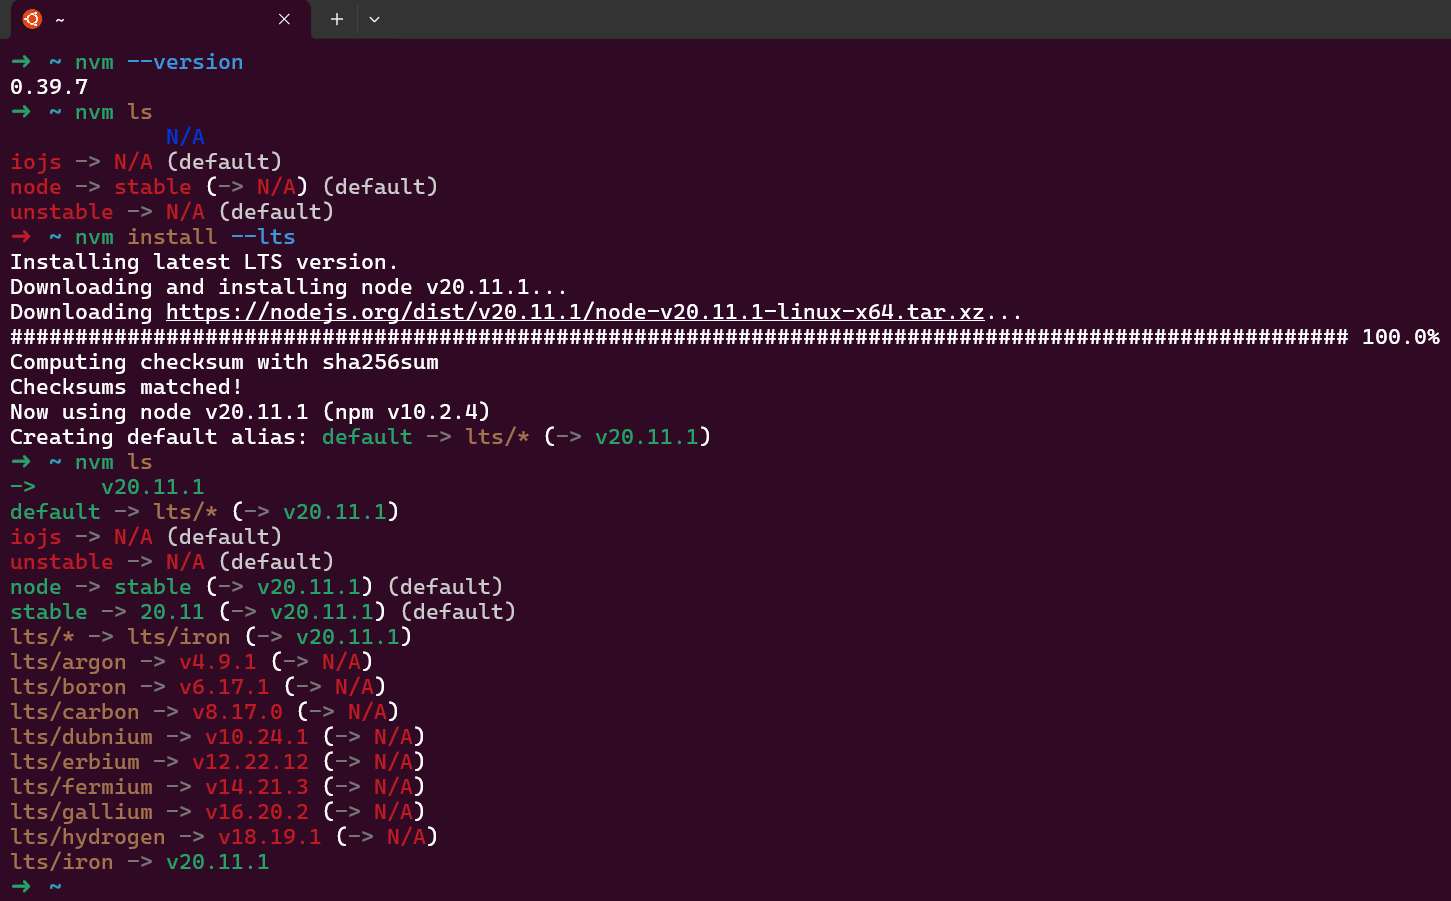 ~
➜ ~ nvm --version
0.39.7
➜ ~ nvm ls
            N/A
iojs -> N/A (default)
node -> stable (-> N/A) (default)
unstable -> N/A (default)
➜ ~ nvm install --lts
Installing latest LTS version.
Downloading and installing node v20.11.1...
Downloading https://nodejs.org/dist/v20.11.1/node-v20.11.1-linux-x64.tar.xz...
####################################################################################################### 100.0%
Computing checksum with sha256sum
Checksums matched!
Now using node v20.11.1 (npm v10.2.4)
Creating default alias: default -> lts/* (-> v20.11.1)
➜ ~ nvm ls
->     v20.11.1
default -> lts/* (-> v20.11.1)
iojs -> N/A (default)
unstable -> N/A (default)
node -> stable (-> v20.11.1) (default)
stable -> 20.11 (-> v20.11.1) (default)
lts/* -> lts/iron (-> v20.11.1)
lts/argon -> v4.9.1 (-> N/A)
lts/boron -> v6.17.1 (-> N/A)
lts/carbon -> v8.17.0 (-> N/A)
lts/dubnium -> v10.24.1 (-> N/A)
lts/erbium -> v12.22.12 (-> N/A)
lts/fermium -> v14.21.3 (-> N/A)
lts/gallium -> v16.20.2 (-> N/A)
lts/hydrogen -> v18.19.1 (-> N/A)
lts/iron -> v20.11.1
➜ ~